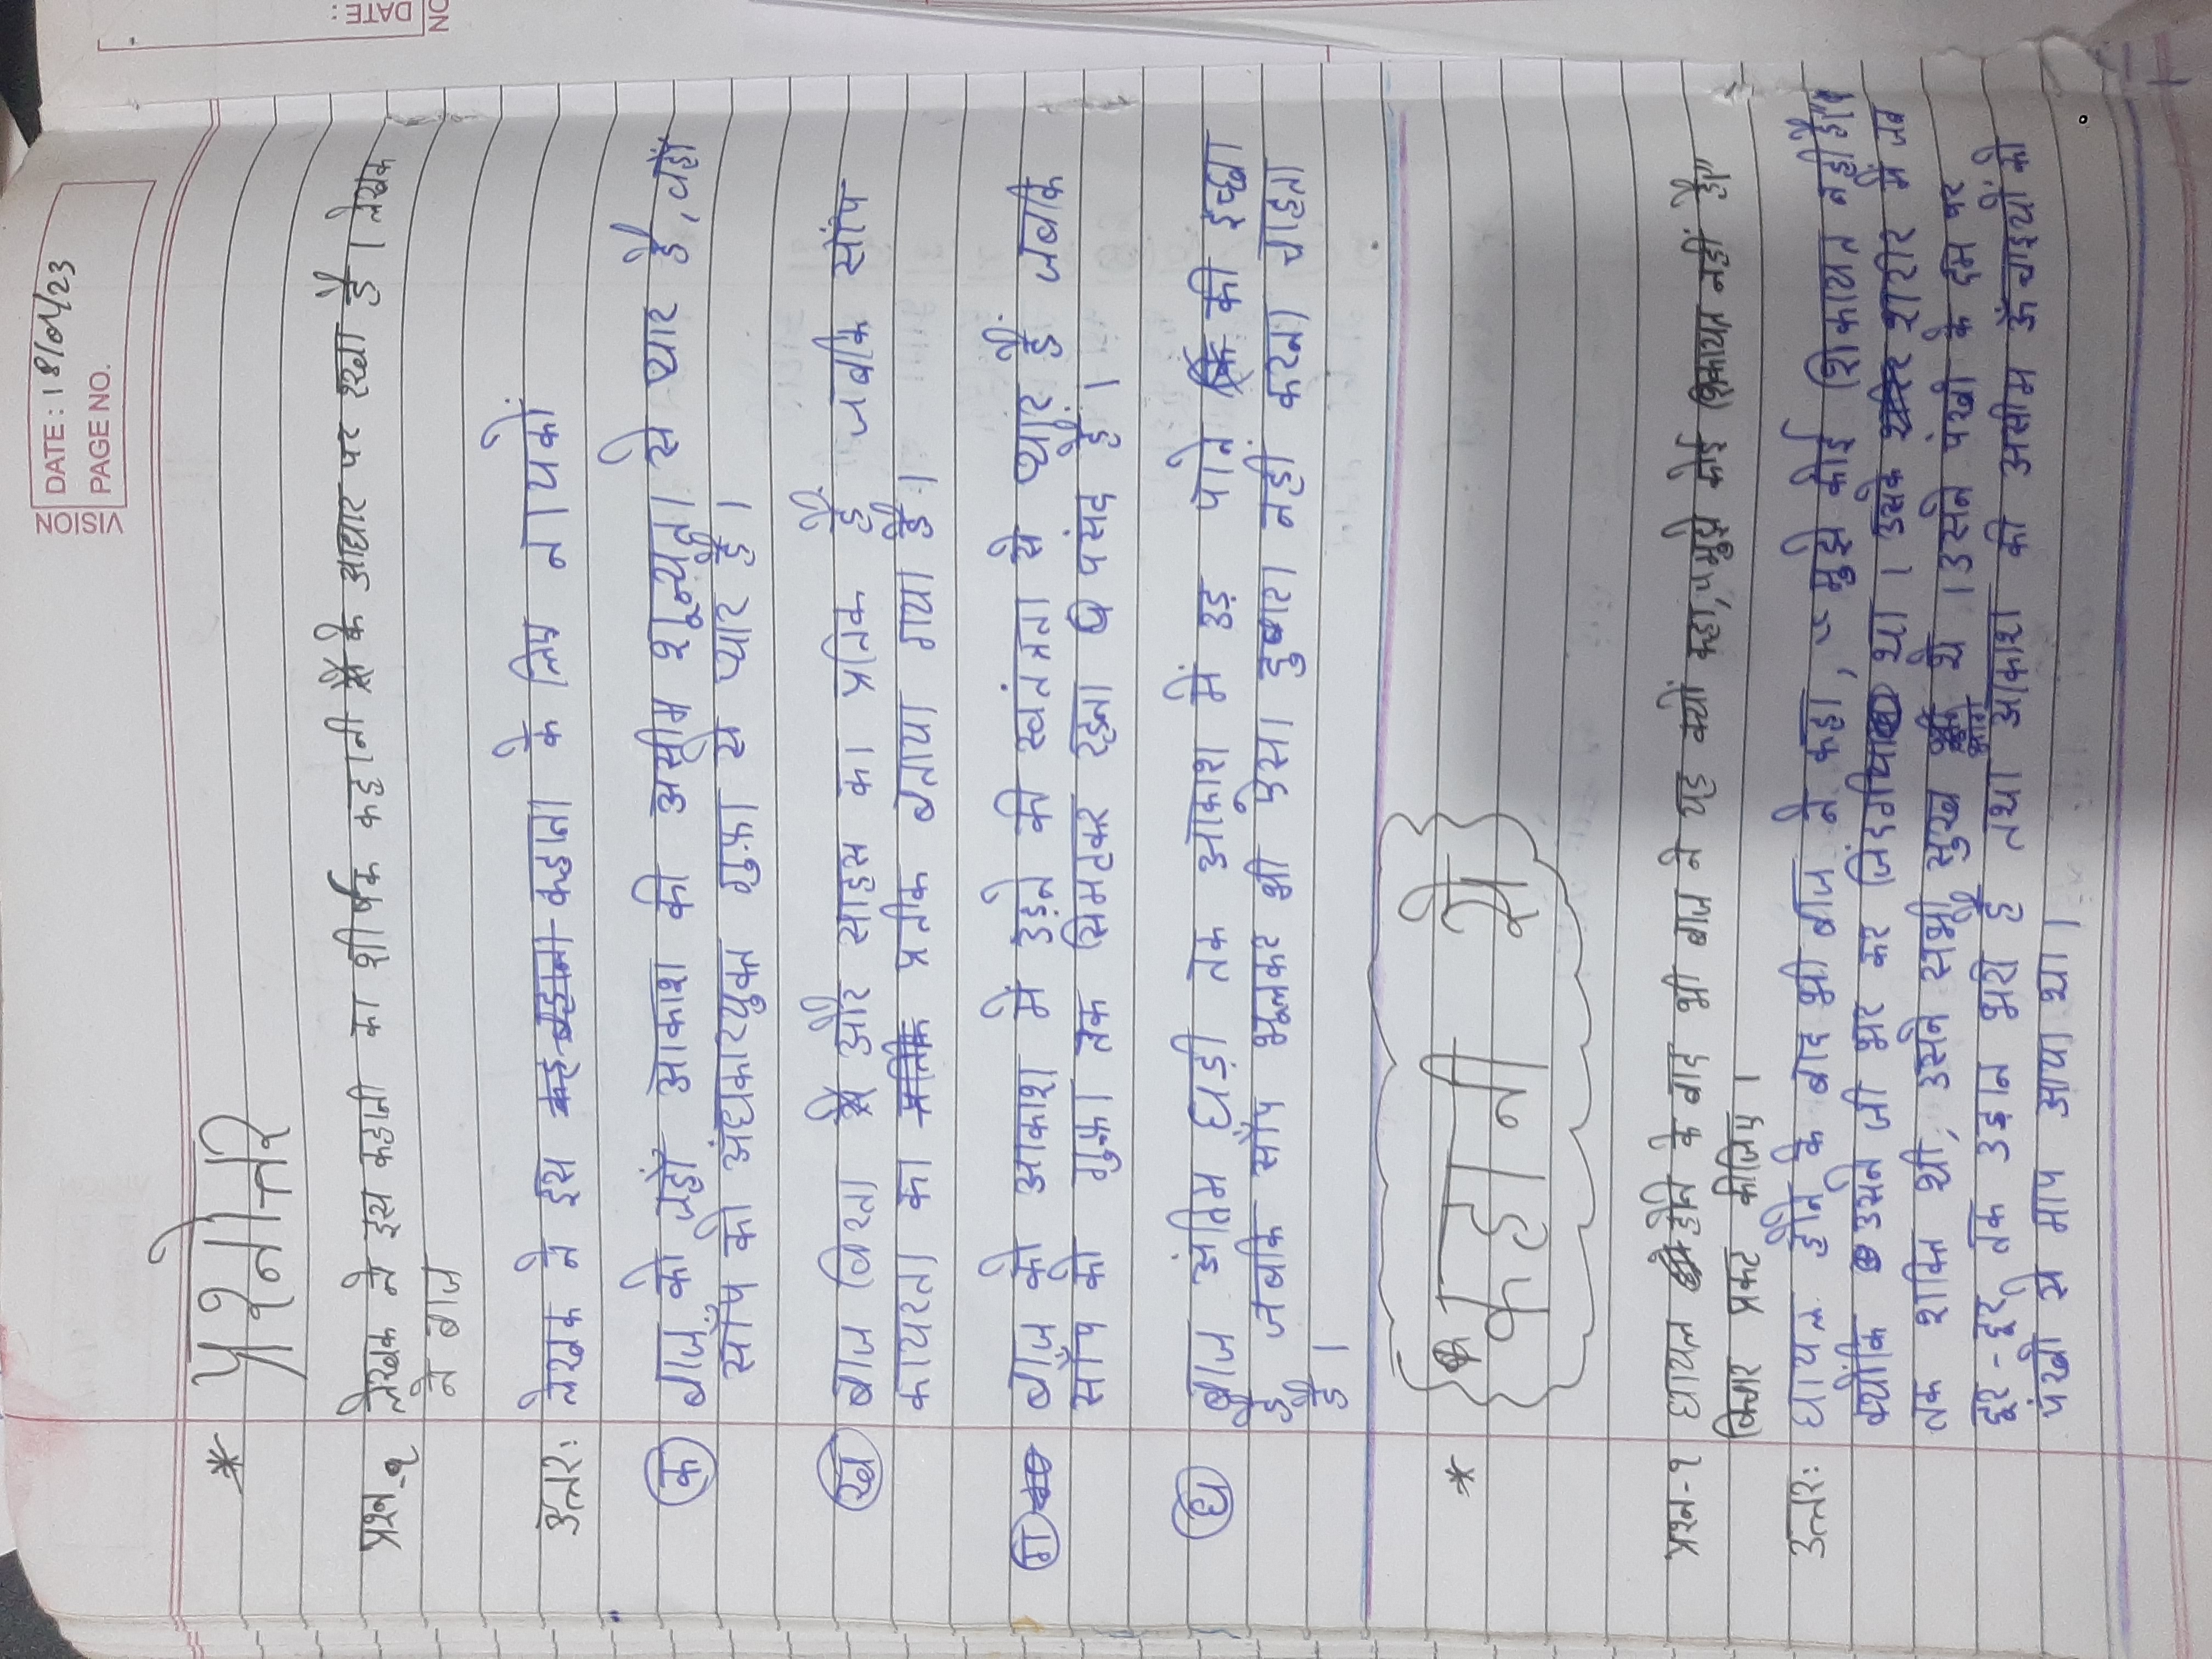 VISION
DATE: 18/04/23
PAGE NO.
* प्रश्नोत्तर
प्रश्न-१ लेखक ने इस कहानी का शीर्षक कहानी के आधार पर रखा है। लेखक
ने बाज
उत्तर: लेखक ने इस कहानी के लिए नायकों
(क) बाज को जहाँ आकाश की असीम शून्यता से प्यार है, वहाँ
साँप को अंधकारयुक्त गुफ़ा से प्यार है।
(ख) बाज विरता और साहस का प्रतिक हैं जबकि साँप
कायरता का प्रतीक बताया गया है।
(ग) बाज को आकाश में उड़ने की स्वतंत्रता से प्यार हैं जबकि
साँप को गुफ़ा तक सिमटकर रहना पसंद हैं।
(घ) बाज अंतिम घड़ी तक आकाश में उड़ पाने की इच्छा
है जबकि साँप भूलकर भी ऐसा दुबारा नहीं करना चाहता
है।
* कहानी से
प्रश्न-१ घायल होने के बाद भी बाज ने यह क्यों कहा, "मुझे कोई शिकायत नहीं है।"
विचार प्रकट कीजिए।
उत्तर: घायल होने के बाद भी बाज ने कहा, "मुझे कोई शिकायत नहीं है।"
क्योंकि उसने जी भर कर था। उसके शरीर में जब
तक शक्ति थी, उसने सभी सुख भोगे थे। उसने पंखो के दम पर
दूर-दूर तक उड़ान भरी है तथा आकाश की असीम ऊँचाइयों को
पंखो से माप आया था।
DATE:
NO